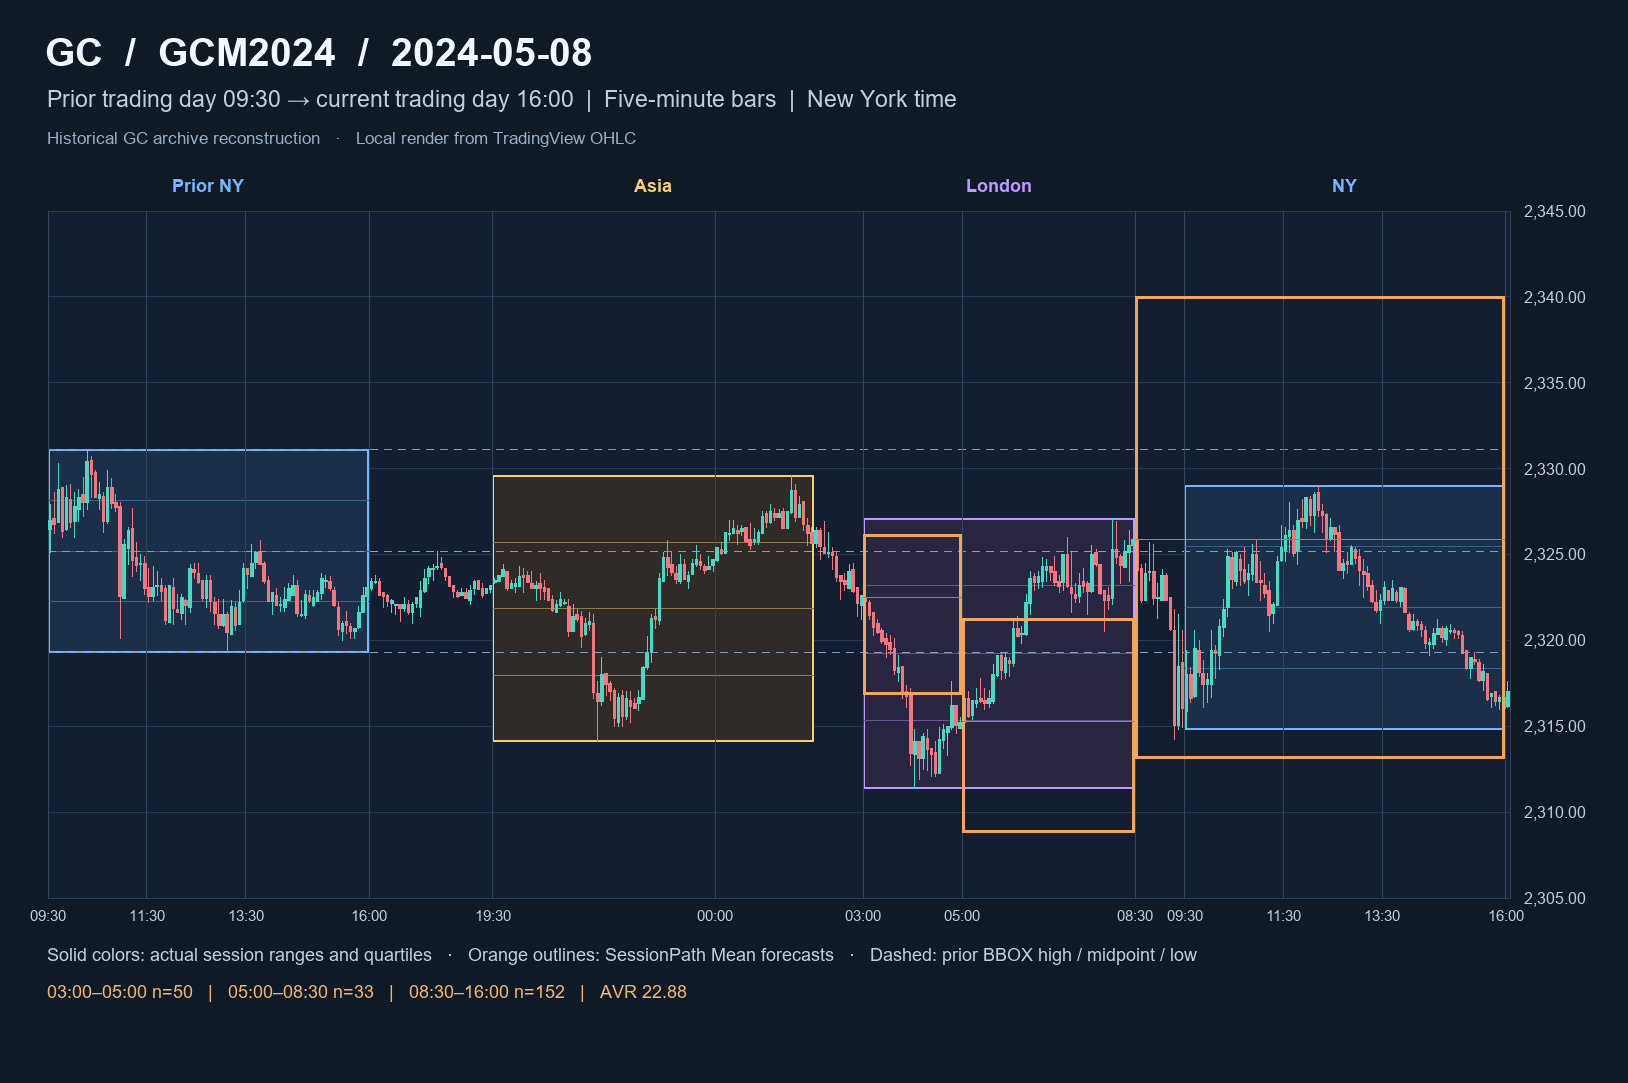 GC / GCM2024 / 2024-05-08
Prior trading day 09:30 → current trading day 16:00 | Five-minute bars | New York time
Historical GC archive reconstruction · Local render from TradingView OHLC
Prior NY Asia London NY
2,345.00
2,340.00
2,335.00
2,330.00
2,325.00
2,320.00
2,315.00
2,310.00
2,305.00
09:30 11:30 13:30 16:00 19:30 00:00 03:00 05:00 08:30 09:30 11:30 13:30 16:00
Solid colors: actual session ranges and quartiles · Orange outlines: SessionPath Mean forecasts · Dashed: prior BBOX high / midpoint / low
03:00–05:00 n=50 | 05:00–08:30 n=33 | 08:30–16:00 n=152 | AVR 22.88